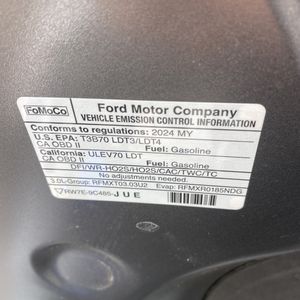 FoMoCo
Ford Motor Company
VEHICLE EMISSION CONTROL INFORMATION
Conforms to regulations: 2024 MY
U.S. EPA: T3B70 LDT3/LDT4
CA OBD II Fuel: Gasoline
California: ULEV70 LDT
CA OBD II Fuel: Gasoline
DFI/WR-HO2S/HO2S/CAC/TWC/TC
No adjustments needed.
3.0L-Group: RFMXT03.03U2 Evap: RFMXR0185NDG
RW7E-9C485-JUE